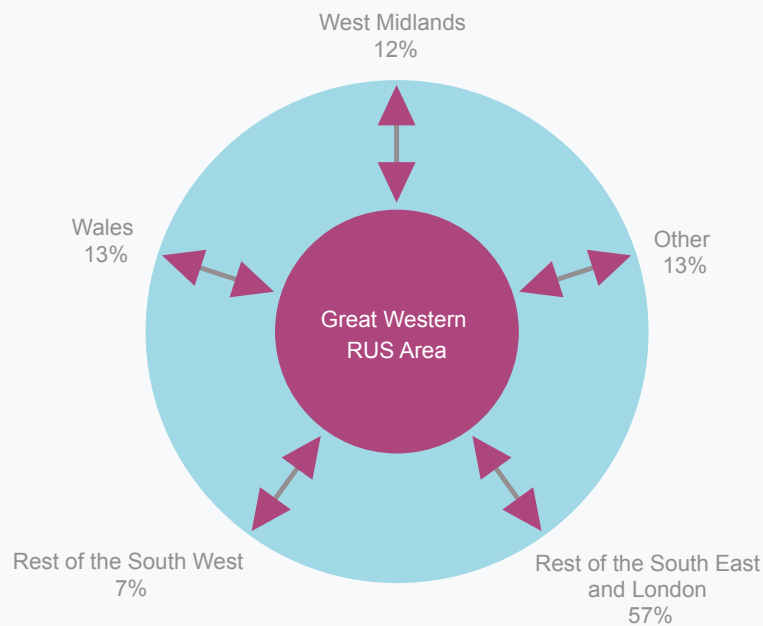 West Midlands
12%
Wales
13%
Other
13%
Great Western
RUS Area
Rest of the South West
7%
Rest of the South East
and London
57%